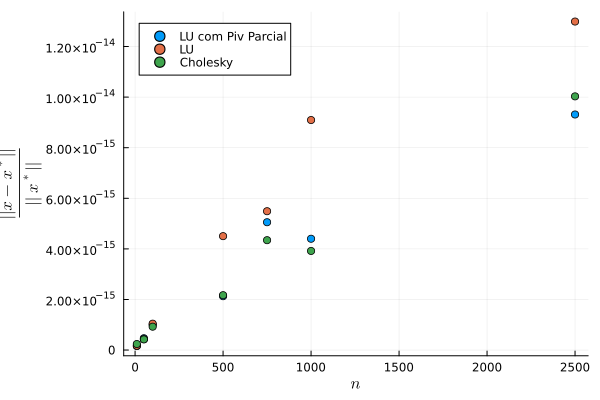 LU com Piv Parcial
LU
Cholesky
1.20×10⁻¹⁴
1.00×10⁻¹⁴
8.00×10⁻¹⁵
6.00×10⁻¹⁵
4.00×10⁻¹⁵
2.00×10⁻¹⁵
0
||x − x*||
||x*||
0 500 1000 1500 2000 2500
n